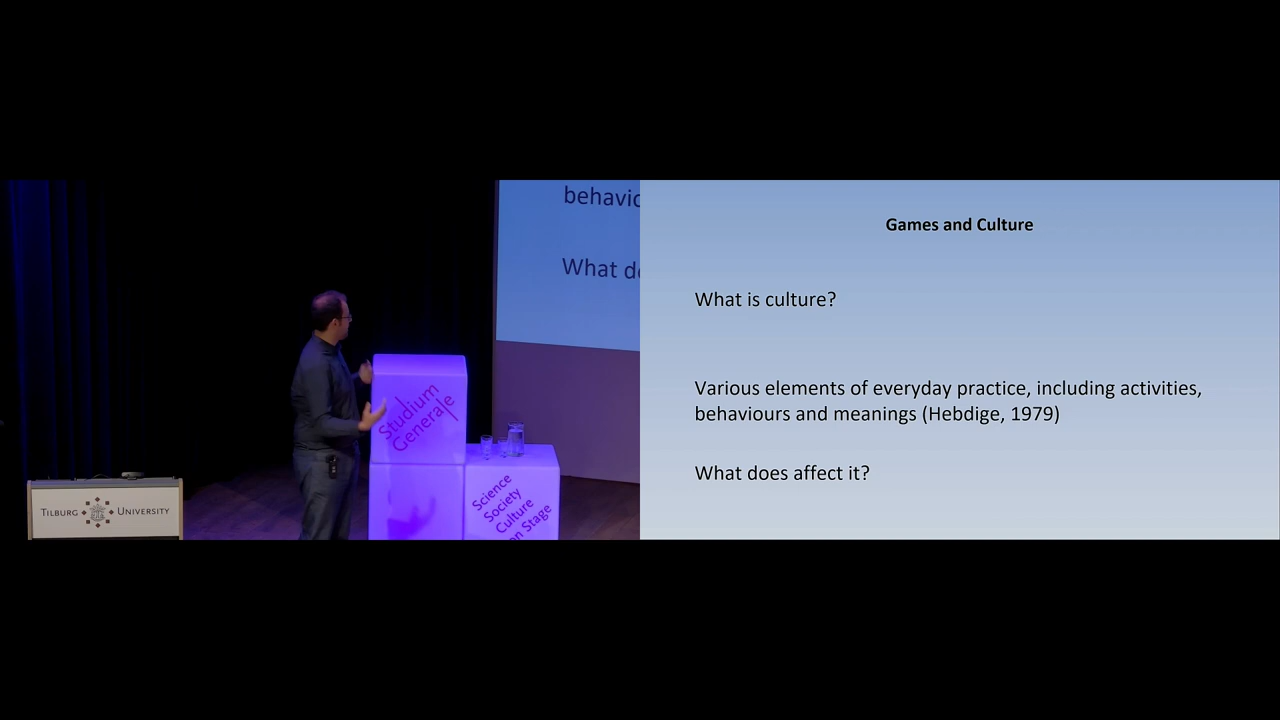 behavio
What do
Studium
Generale
Science
Society
Culture
on Stage
TILBURG UNIVERSITY
Games and Culture
What is culture?
Various elements of everyday practice, including activities,
behaviours and meanings (Hebdige, 1979)
What does affect it?